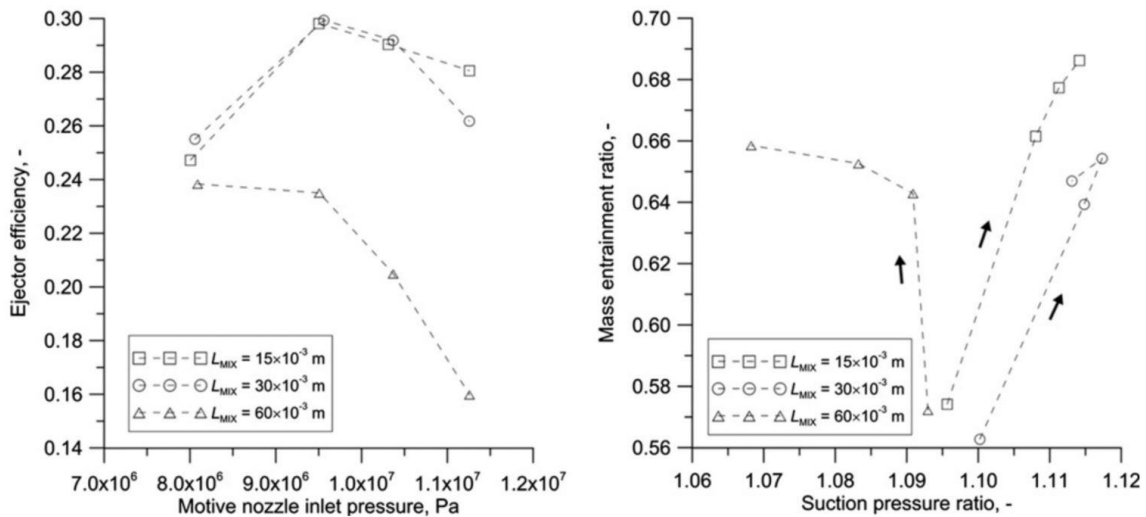 0.30
0.28
0.26
0.24
0.22
0.20
0.18
0.16
0.14
Ejector efficiency, -
L_MIX = 15×10⁻³ m
L_MIX = 30×10⁻³ m
L_MIX = 60×10⁻³ m
7.0x10⁶ 8.0x10⁶ 9.0x10⁶ 1.0x10⁷ 1.1x10⁷ 1.2x10⁷
Motive nozzle inlet pressure, Pa
0.70
0.68
0.66
0.64
0.62
0.60
0.58
0.56
Mass entrainment ratio, -
L_MIX = 15×10⁻³ m
L_MIX = 30×10⁻³ m
L_MIX = 60×10⁻³ m
1.06 1.07 1.08 1.09 1.10 1.11 1.12
Suction pressure ratio, -